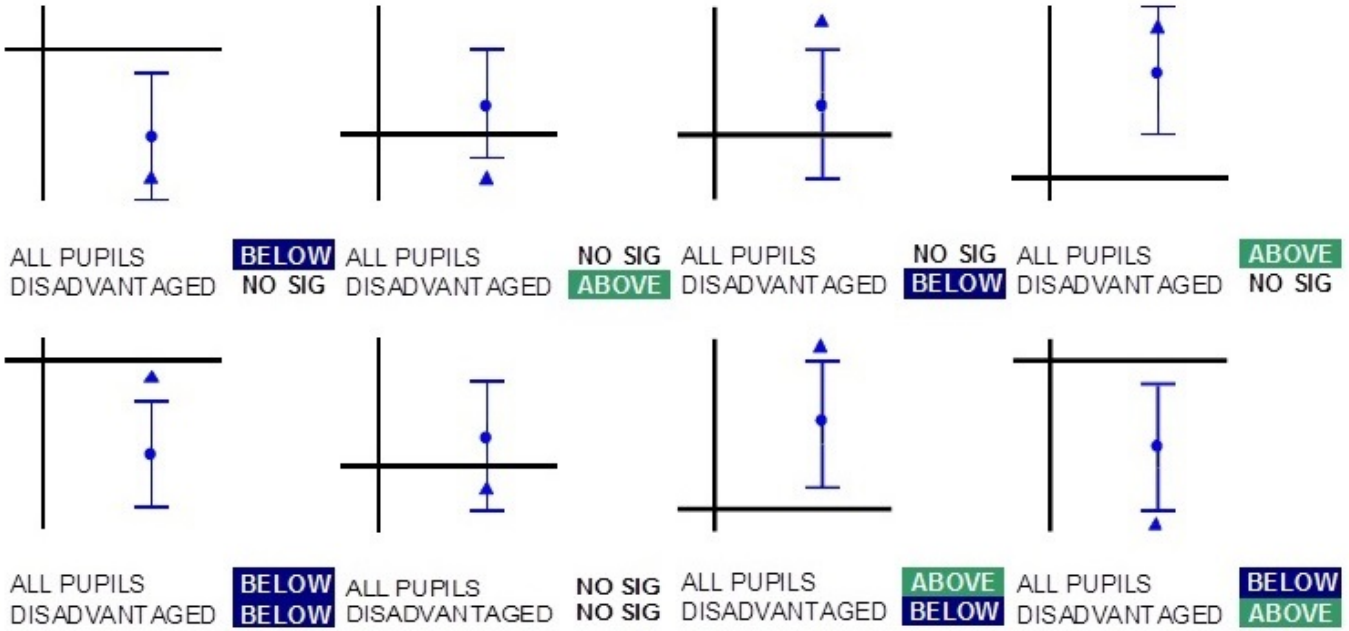 ALL PUPILS BELOW ALL PUPILS NO SIG ALL PUPILS NO SIG ALL PUPILS ABOVE
DISADVANTAGED NO SIG DISADVANTAGED ABOVE DISADVANTAGED BELOW DISADVANTAGED NO SIG
ALL PUPILS BELOW ALL PUPILS NO SIG ALL PUPILS ABOVE ALL PUPILS BELOW
DISADVANTAGED BELOW DISADVANTAGED NO SIG DISADVANTAGED BELOW DISADVANTAGED ABOVE